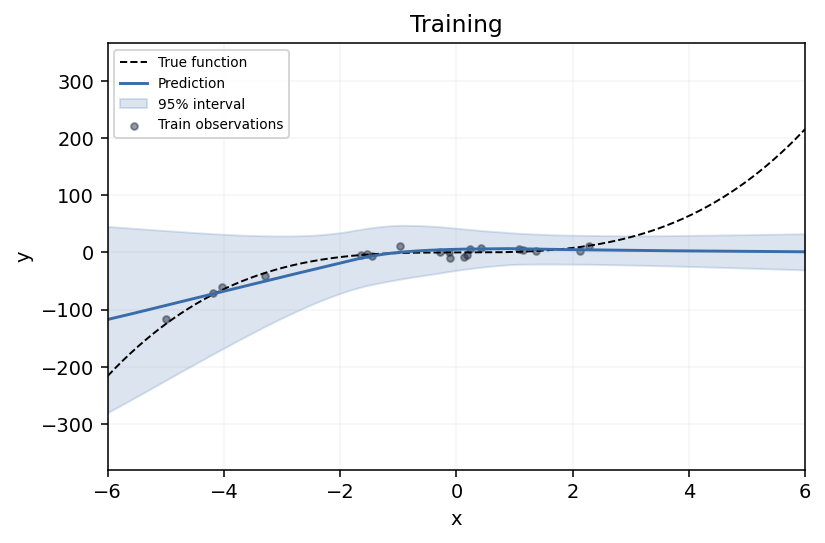 Training
True function
Prediction
95% interval
Train observations
300
200
100
0
−100
−200
−300
y
−6
−4
−2
0
2
4
6
x